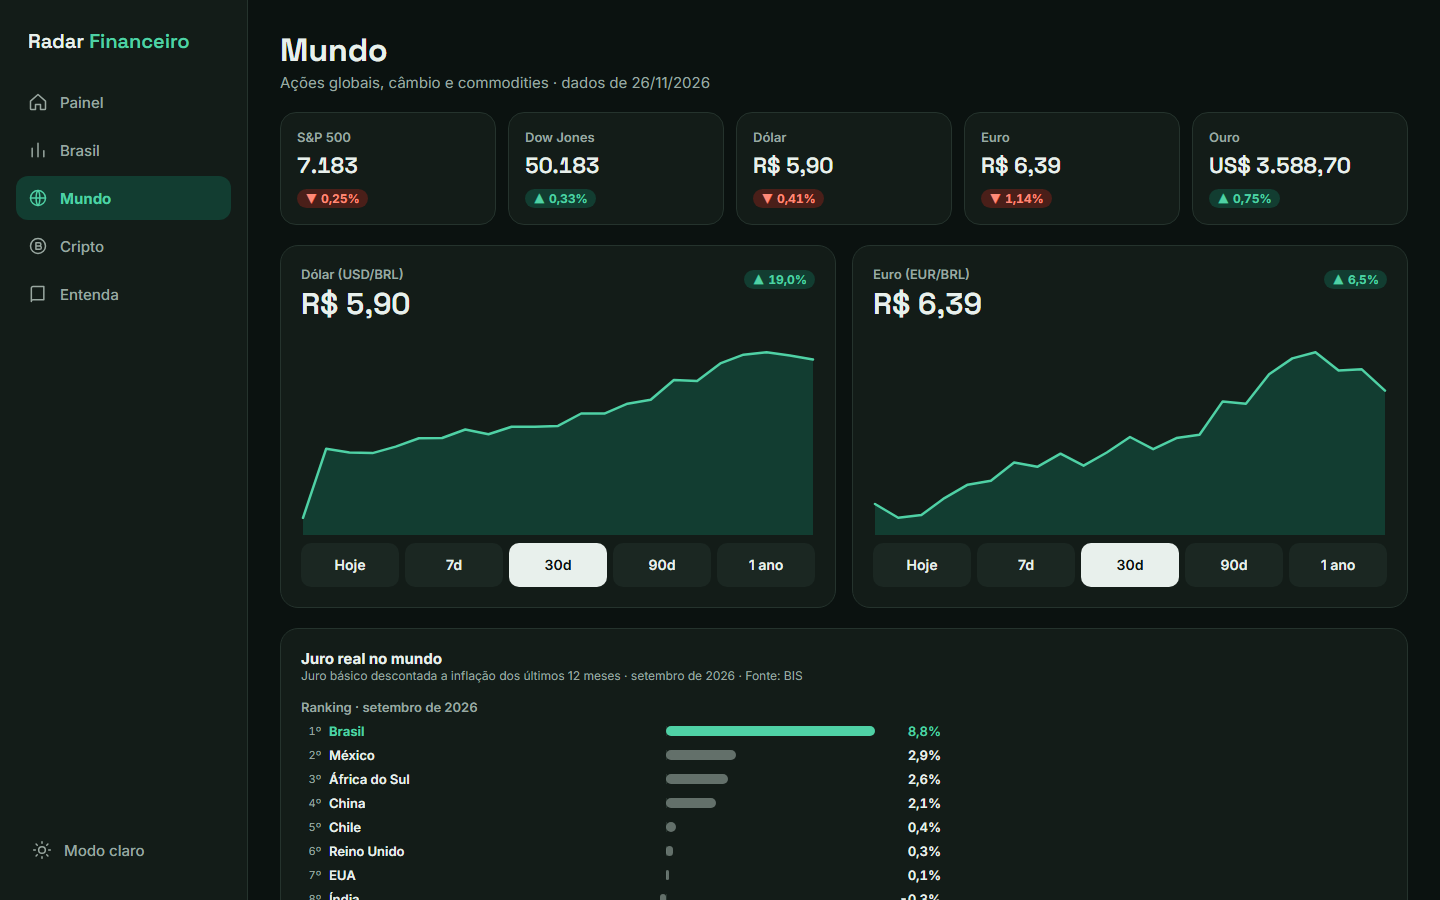 Radar Financeiro
Painel
Brasil
Mundo
Cripto
Entenda
Modo claro
Mundo
Ações globais, câmbio e commodities · dados de 26/11/2026
S&P 500
7.183
▼ 0,25%
Dow Jones
50.183
▲ 0,33%
Dólar
R$ 5,90
▼ 0,41%
Euro
R$ 6,39
▼ 1,14%
Ouro
US$ 3.588,70
▲ 0,75%
Dólar (USD/BRL)
R$ 5,90
▲ 19,0%
Hoje 7d 30d 90d 1 ano
Euro (EUR/BRL)
R$ 6,39
▲ 6,5%
Hoje 7d 30d 90d 1 ano
Juro real no mundo
Juro básico descontada a inflação dos últimos 12 meses · setembro de 2026 · Fonte: BIS
Ranking · setembro de 2026
1º Brasil 8,8%
2º México 2,9%
3º África do Sul 2,6%
4º China 2,1%
5º Chile 0,4%
6º Reino Unido 0,3%
7º EUA 0,1%
8º Índia -0,3%